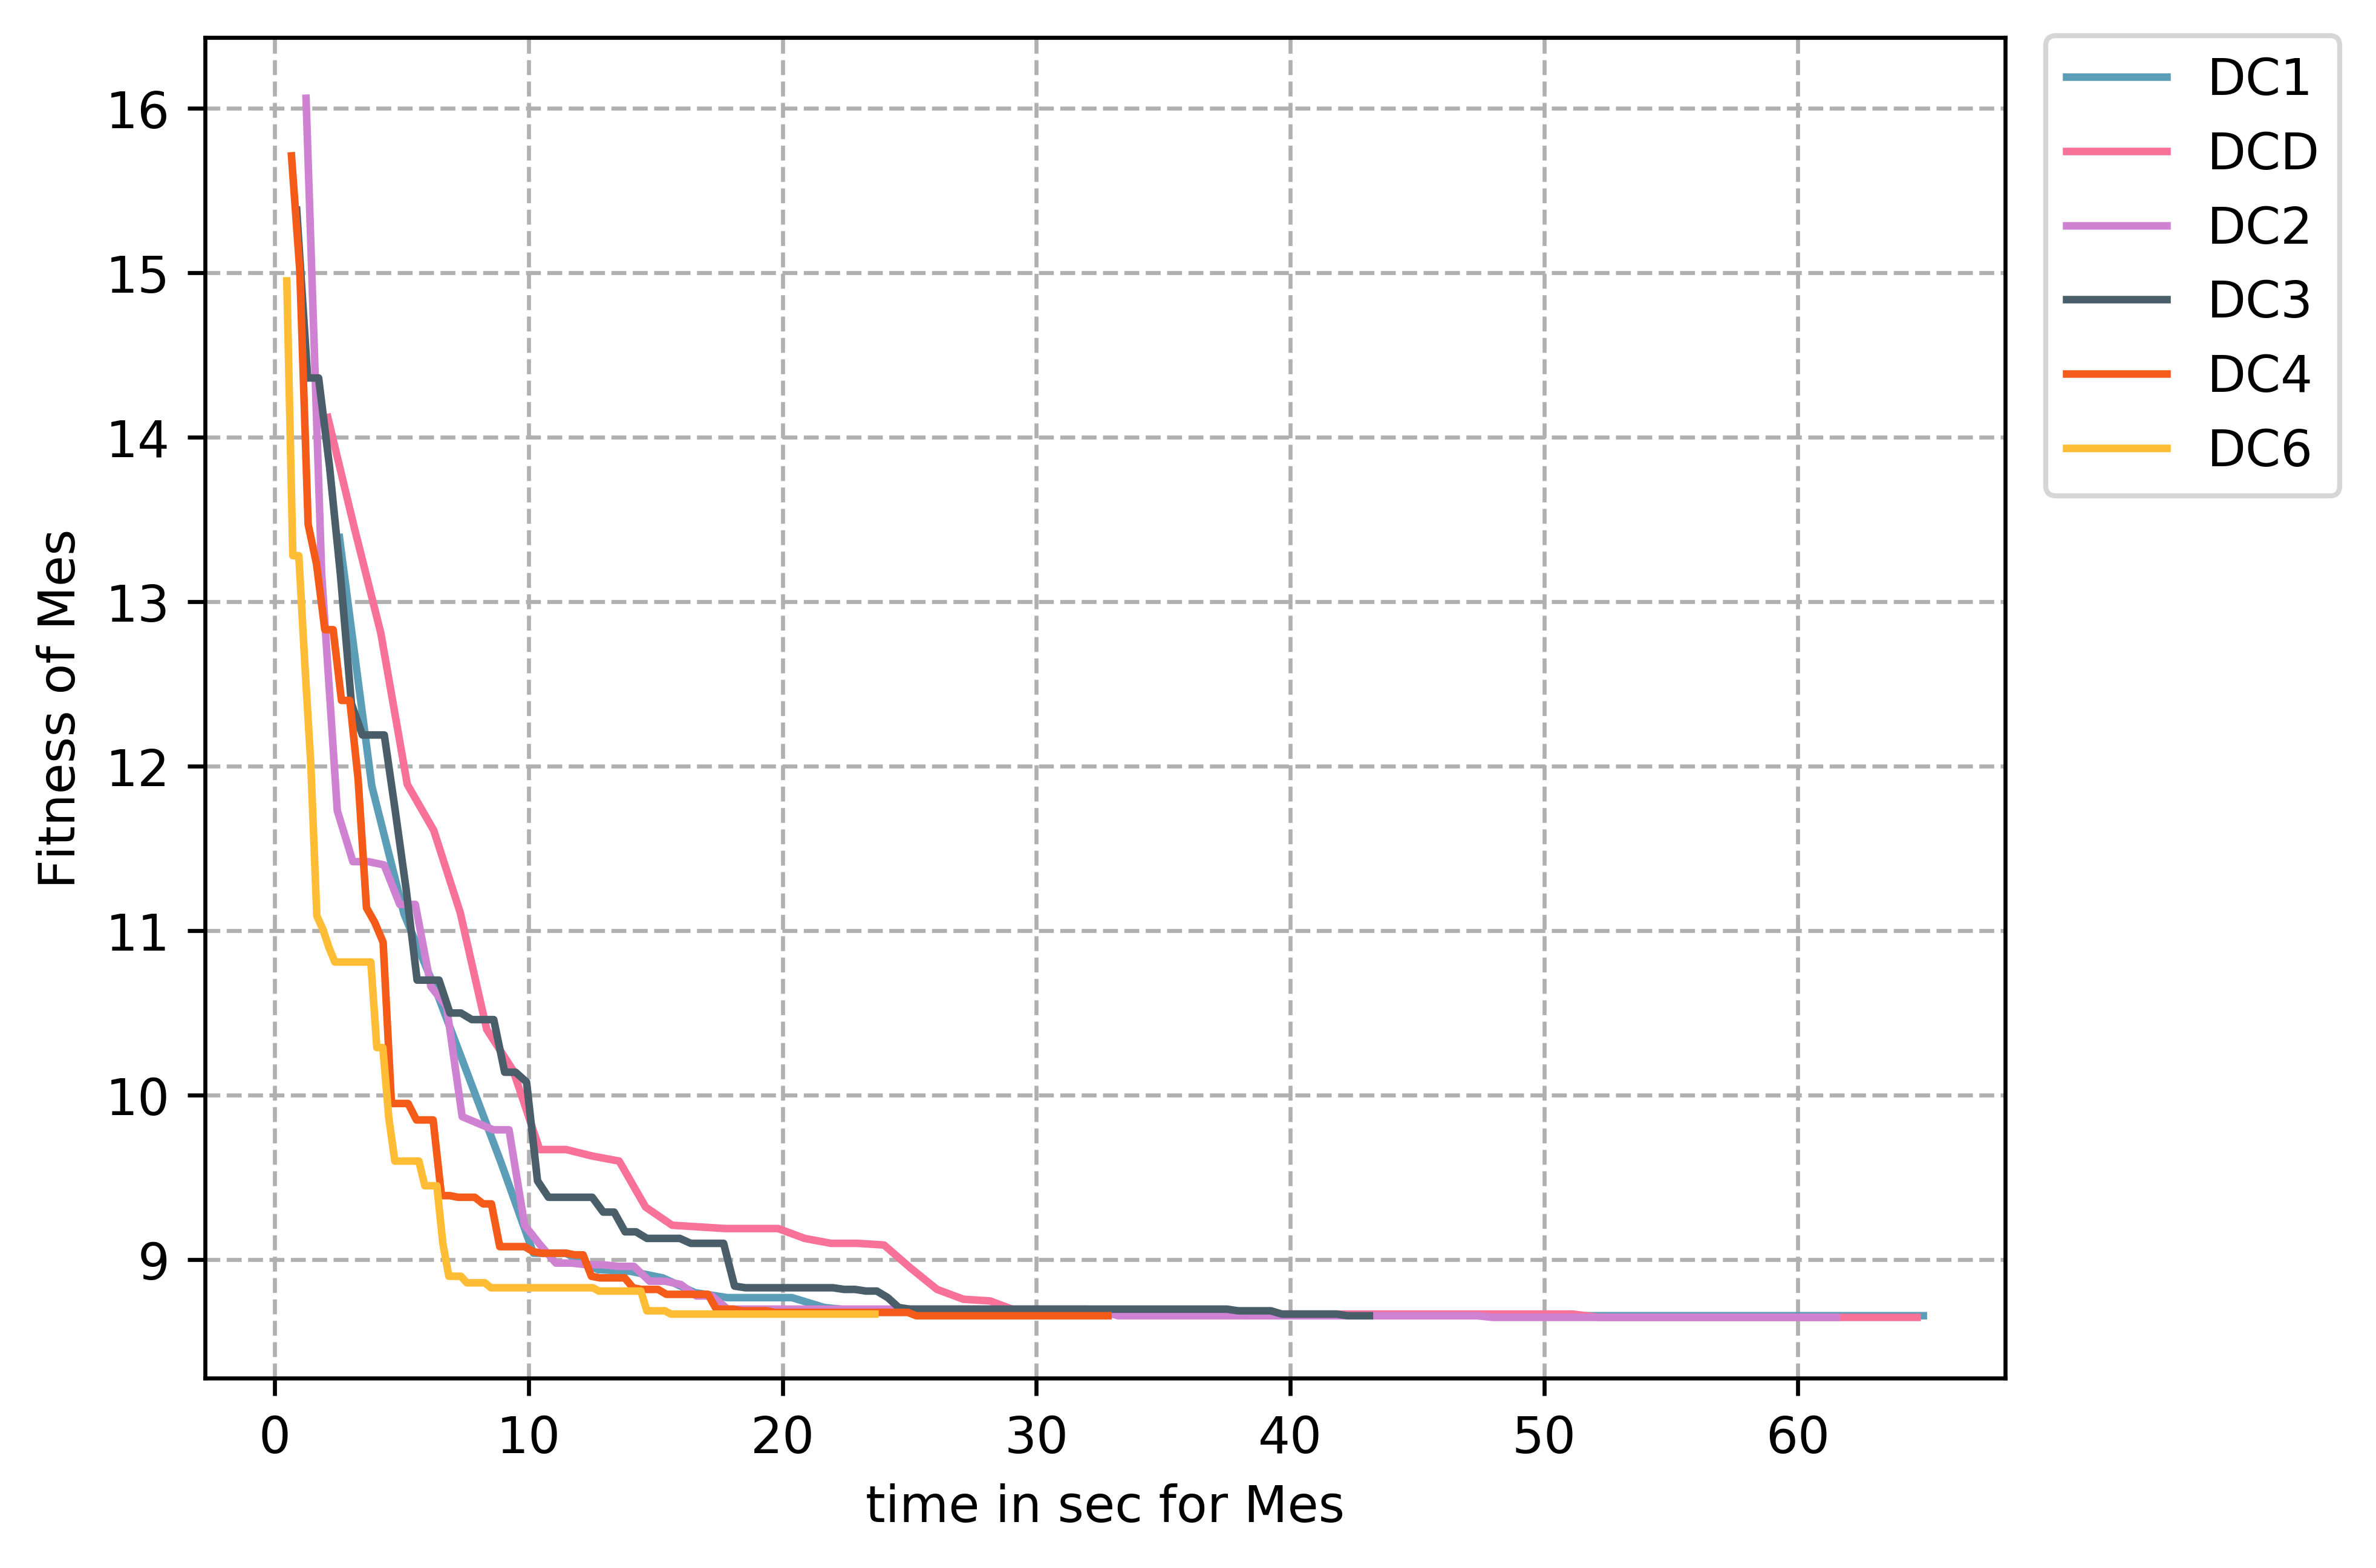 16
15
14
13
12
11
10
9
Fitness of Mes
0 10 20 30 40 50 60
time in sec for Mes
DC1
DCD
DC2
DC3
DC4
DC6